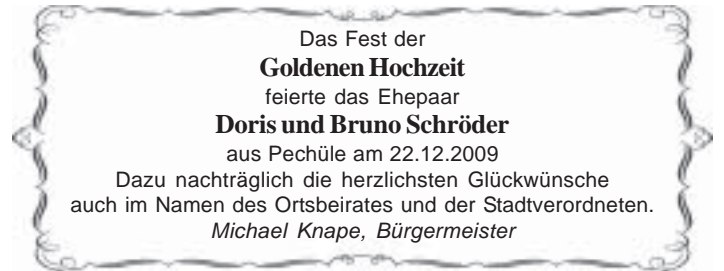 Das Fest der
Goldenen Hochzeit
feierte das Ehepaar
Doris und Bruno Schröder
aus Pechüle am 22.12.2009
Dazu nachträglich die herzlichsten Glückwünsche
auch im Namen des Ortsbeirates und der Stadtverordneten.
Michael Knape, Bürgermeister